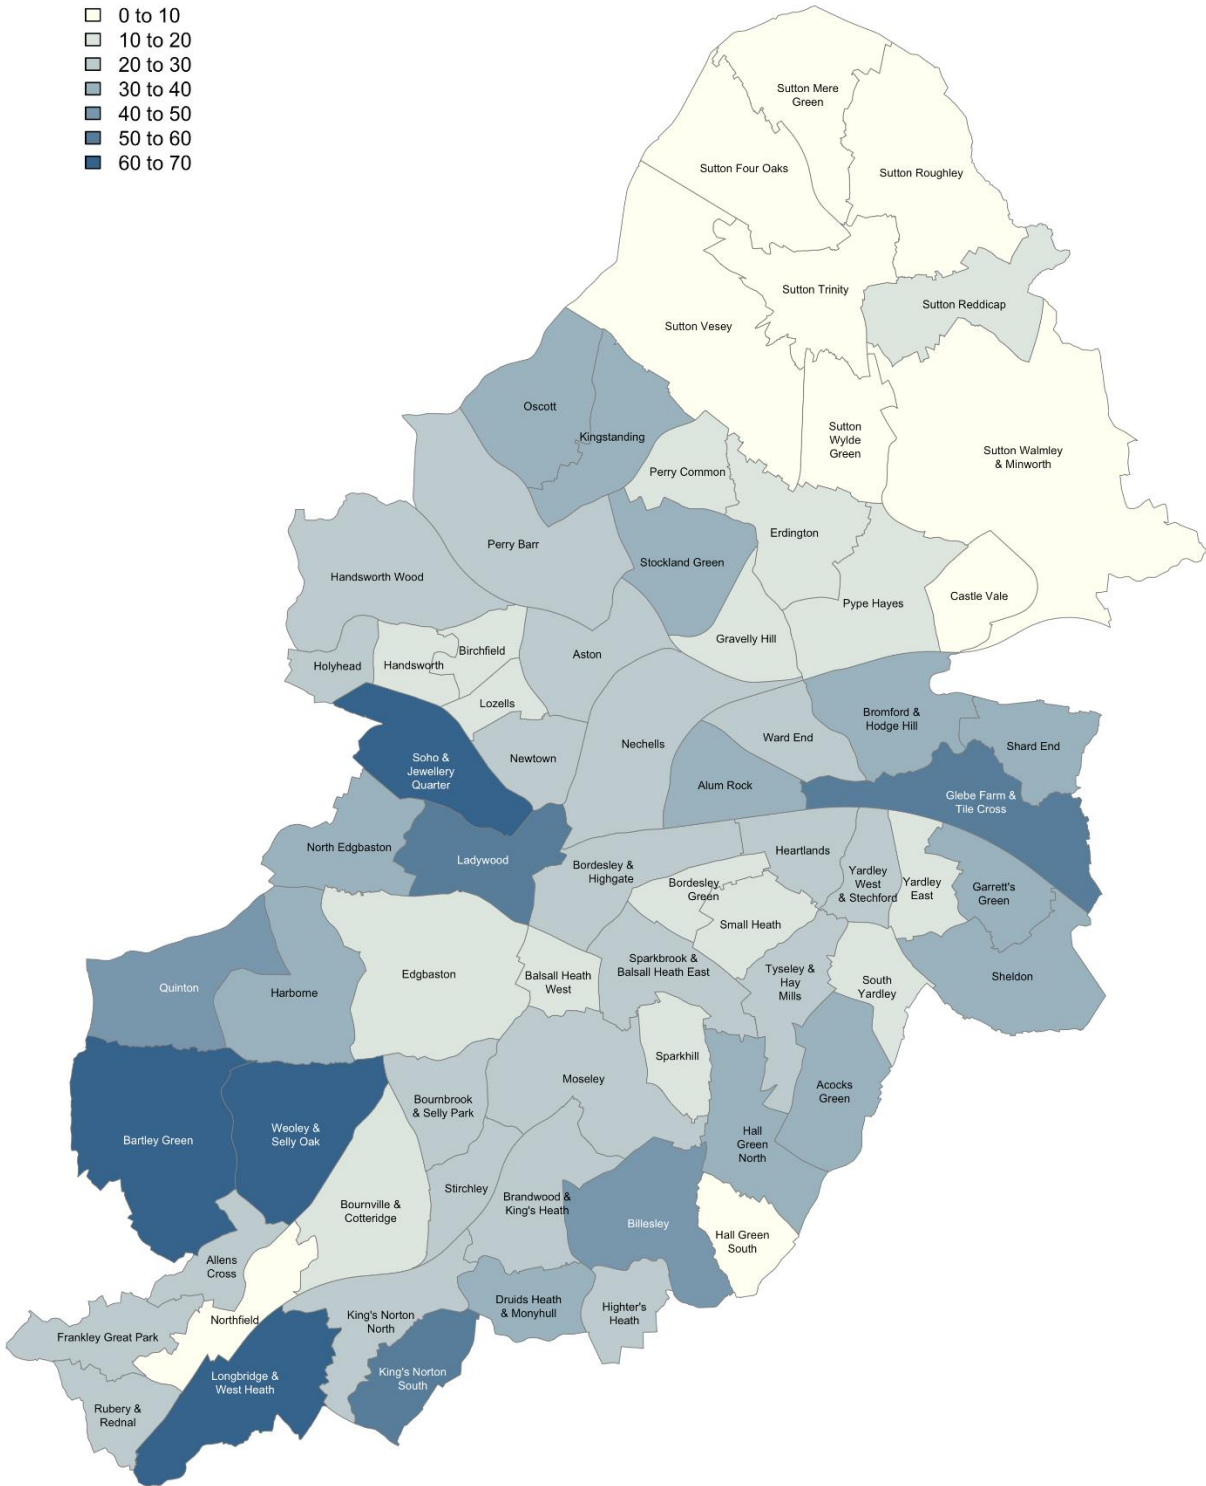 0 to 10
10 to 20
20 to 30
30 to 40
40 to 50
50 to 60
60 to 70
Sutton Mere
Green
Sutton Four Oaks
Sutton Roughley
Sutton Trinity
Sutton Reddicap
Sutton Vesey
Oscott
Kingstanding
Sutton
Wylde
Green
Sutton Walmley
& Minworth
Perry Common
Erdington
Perry Barr
Stockland Green
Handsworth Wood
Castle Vale
Pype Hayes
Gravelly Hill
Birchfield
Aston
Holyhead
Handsworth
Lozells
Bromford &
Hodge Hill
Ward End
Nechells
Shard End
Newtown
Soho &
Jewellery
Quarter
Alum Rock
Glebe Farm &
Tile Cross
North Edgbaston
Ladywood
Heartlands
Bordesley &
Highgate
Bordesley
Green
Yardley
West
& Stechford
Yardley
East
Garrett's
Green
Small Heath
Edgbaston
Balsall Heath
West
Sparkbrook &
Balsall Heath East
Tyseley &
Hay
Mills
South
Yardley
Sheldon
Quinton
Harborne
Sparkhill
Moseley
Acocks
Green
Bournbrook
& Selly Park
Bartley Green
Weoley &
Selly Oak
Hall
Green
North
Stirchley
Brandwood &
King's Heath
Bournville &
Cotteridge
Billesley
Hall Green
South
Allens
Cross
Druids Heath
& Monyhull
Highter's
Heath
Northfield
King's Norton
North
Frankley Great Park
Longbridge &
West Heath
King's Norton
South
Rubery &
Rednal